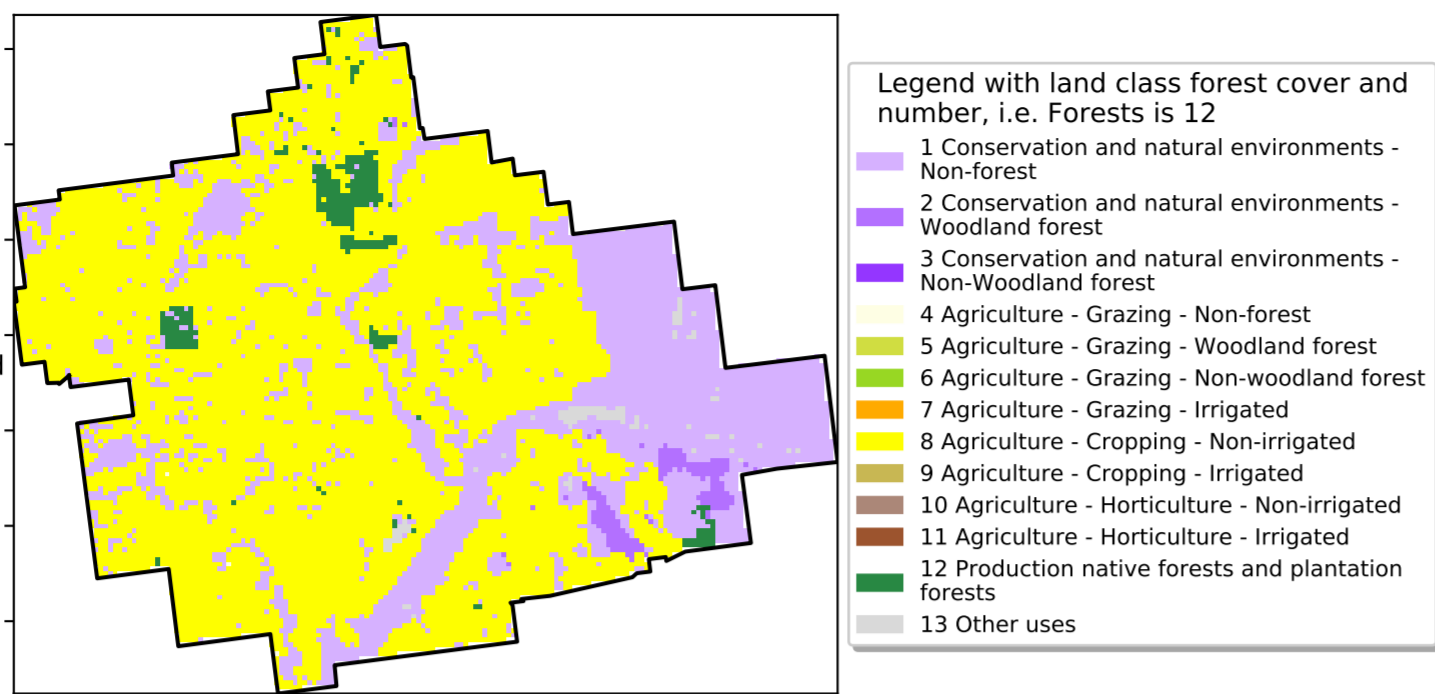 Legend with land class forest cover and
number, i.e. Forests is 12
1 Conservation and natural environments -
Non-forest
2 Conservation and natural environments -
Woodland forest
3 Conservation and natural environments -
Non-Woodland forest
4 Agriculture - Grazing - Non-forest
5 Agriculture - Grazing - Woodland forest
6 Agriculture - Grazing - Non-woodland forest
7 Agriculture - Grazing - Irrigated
8 Agriculture - Cropping - Non-irrigated
9 Agriculture - Cropping - Irrigated
10 Agriculture - Horticulture - Non-irrigated
11 Agriculture - Horticulture - Irrigated
12 Production native forests and plantation
forests
13 Other uses